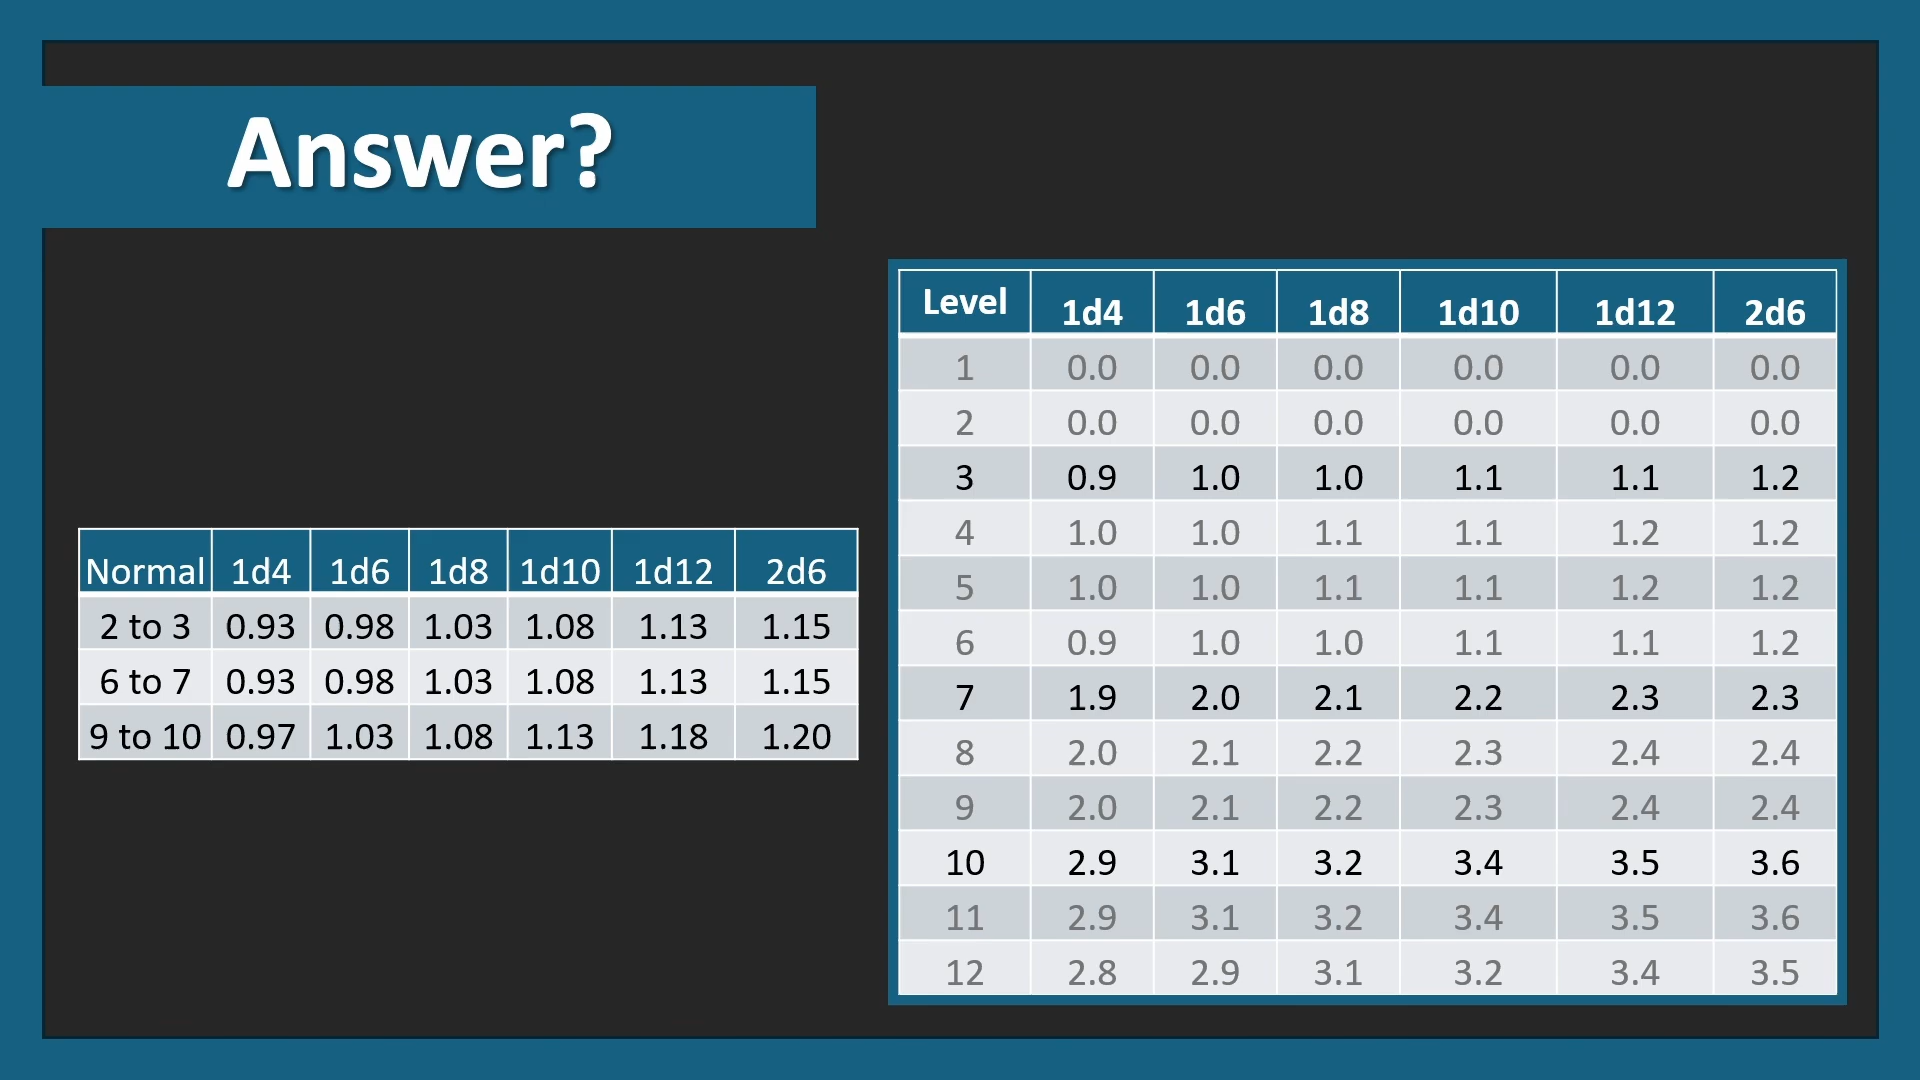 Answer?
Normal 1d4 1d6 1d8 1d10 1d12 2d6
2 to 3 0.93 0.98 1.03 1.08 1.13 1.15
6 to 7 0.93 0.98 1.03 1.08 1.13 1.15
9 to 10 0.97 1.03 1.08 1.13 1.18 1.20
Level 1d4 1d6 1d8 1d10 1d12 2d6
1 0.0 0.0 0.0 0.0 0.0 0.0
2 0.0 0.0 0.0 0.0 0.0 0.0
3 0.9 1.0 1.0 1.1 1.1 1.2
4 1.0 1.0 1.1 1.1 1.2 1.2
5 1.0 1.0 1.1 1.1 1.2 1.2
6 0.9 1.0 1.0 1.1 1.1 1.2
7 1.9 2.0 2.1 2.2 2.3 2.3
8 2.0 2.1 2.2 2.3 2.4 2.4
9 2.0 2.1 2.2 2.3 2.4 2.4
10 2.9 3.1 3.2 3.4 3.5 3.6
11 2.9 3.1 3.2 3.4 3.5 3.6
12 2.8 2.9 3.1 3.2 3.4 3.5